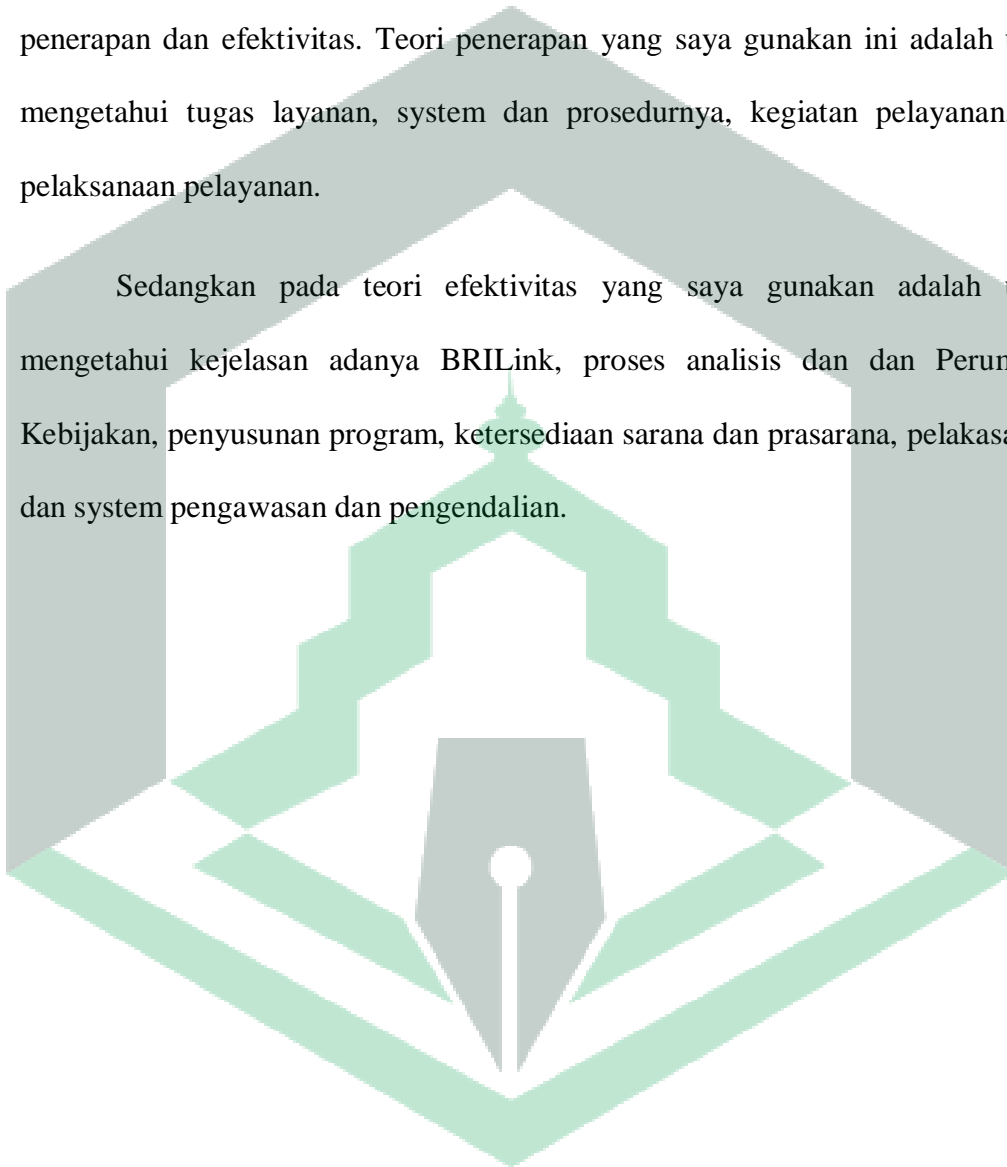 penerapan dan efektivitas. Teori penerapan yang saya gunakan ini adalah
mengetahui tugas layanan, system dan prosedurnya, kegiatan pelayanan,
pelaksanaan pelayanan.
Sedangkan pada teori efektivitas yang saya gunakan adalah
mengetahui kejelasan adanya BRILink, proses analisis dan dan
Kebijakan, penyusunan program, ketersediaan sarana dan prasarana,
dan system pengawasan dan pengendalian.